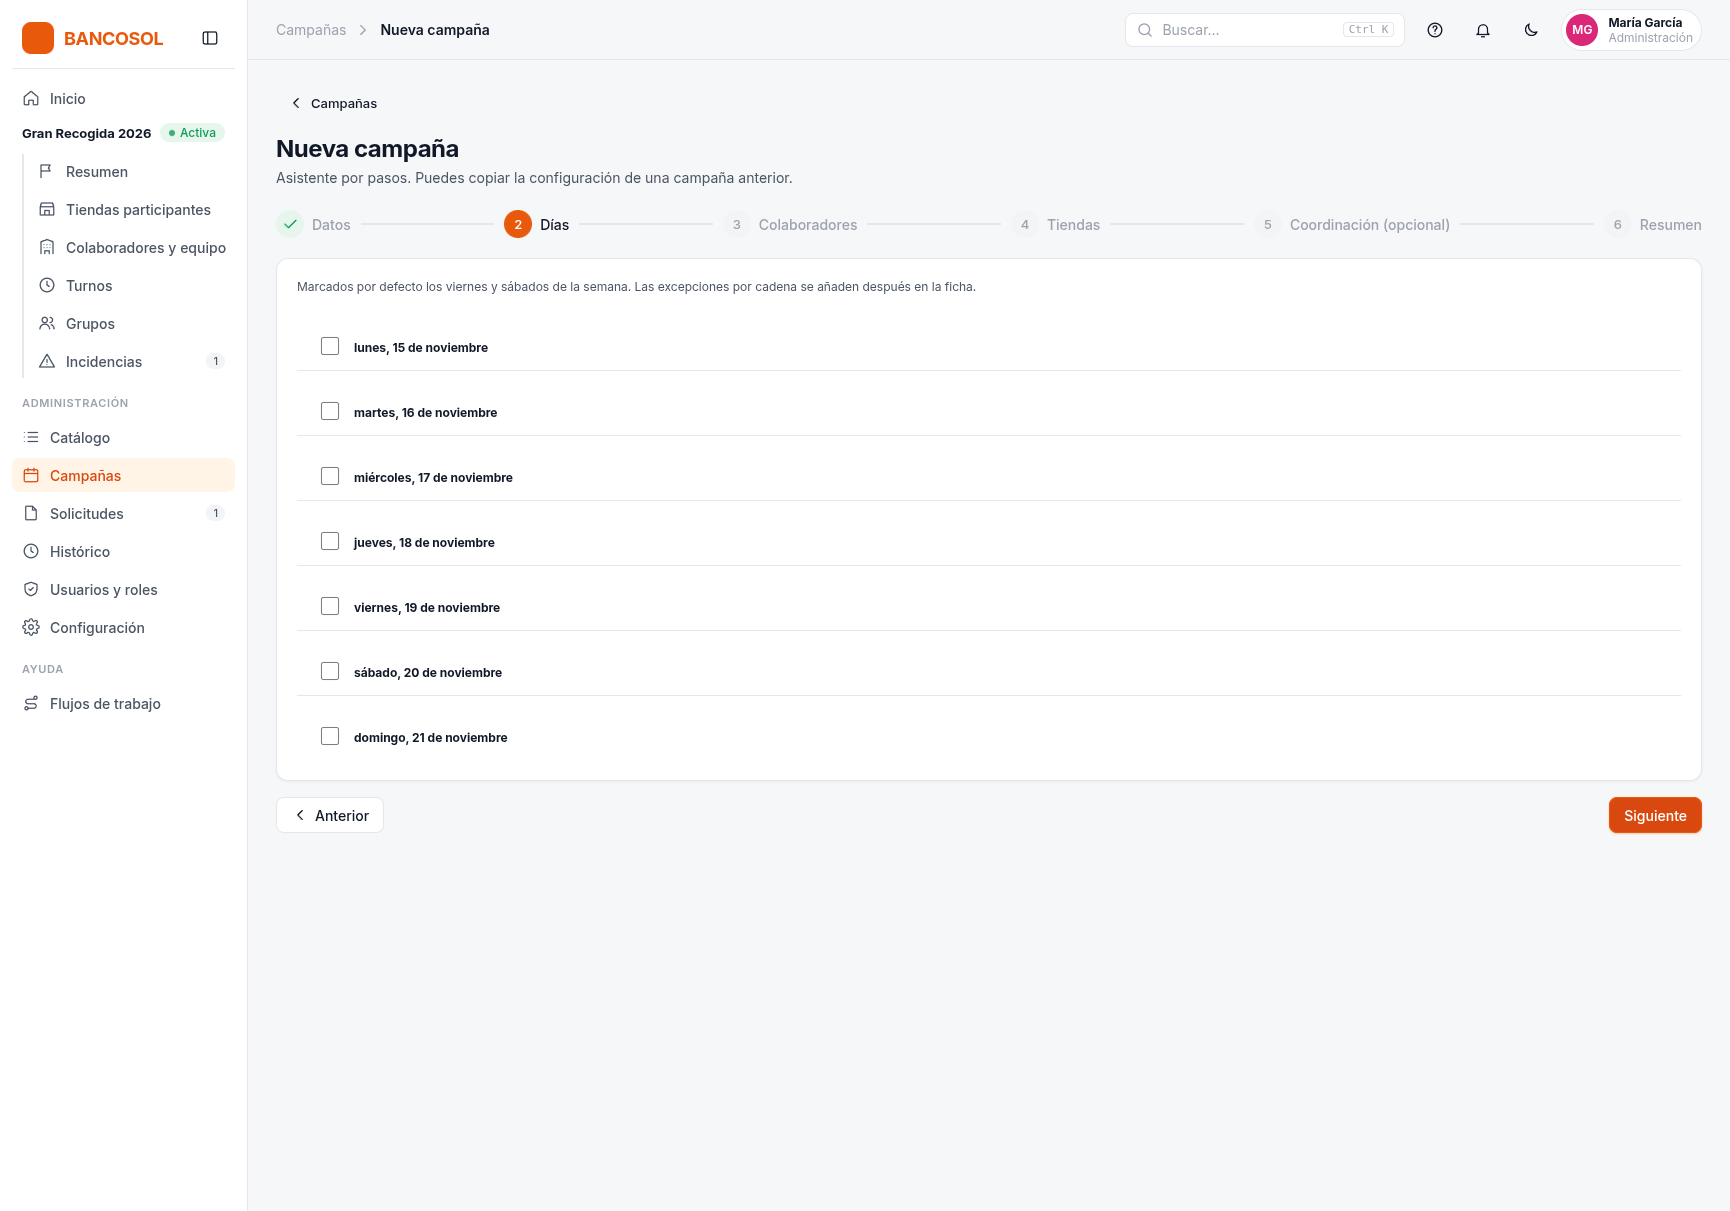 BANCOSOL
Inicio
Gran Recogida 2026 Activa
Resumen
Tiendas participantes
Colaboradores y equipo
Turnos
Grupos
Incidencias 1
ADMINISTRACIÓN
Catálogo
Campañas
Solicitudes 1
Histórico
Usuarios y roles
Configuración
AYUDA
Flujos de trabajo
Campañas Nueva campaña
Buscar... Ctrl K
MG María García
Administración
Campañas
Nueva campaña
Asistente por pasos. Puedes copiar la configuración de una campaña anterior.
Datos 2 Días 3 Colaboradores 4 Tiendas 5 Coordinación (opcional) 6 Resumen
Marcados por defecto los viernes y sábados de la semana. Las excepciones por cadena se añaden después en la ficha.
lunes, 15 de noviembre
martes, 16 de noviembre
miércoles, 17 de noviembre
jueves, 18 de noviembre
viernes, 19 de noviembre
sábado, 20 de noviembre
domingo, 21 de noviembre
Anterior Siguiente